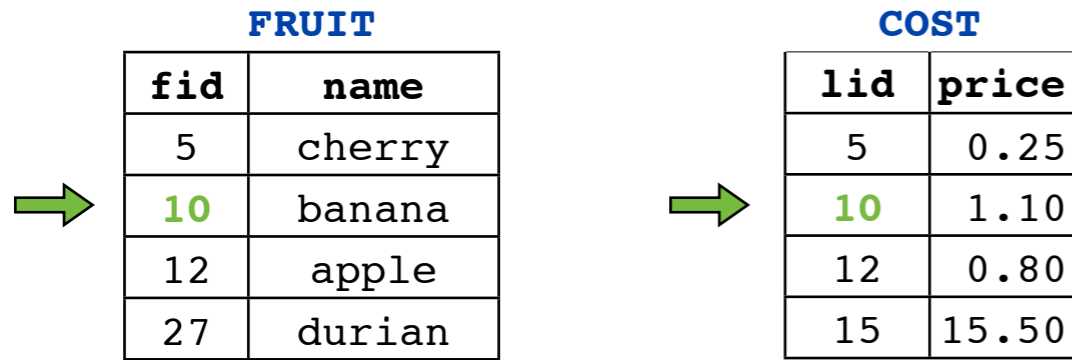 FRUIT COST
fid name lid price
5 cherry 5 0.25
10 banana 10 1.10
12 apple 12 0.80
27 durian 15 15.50